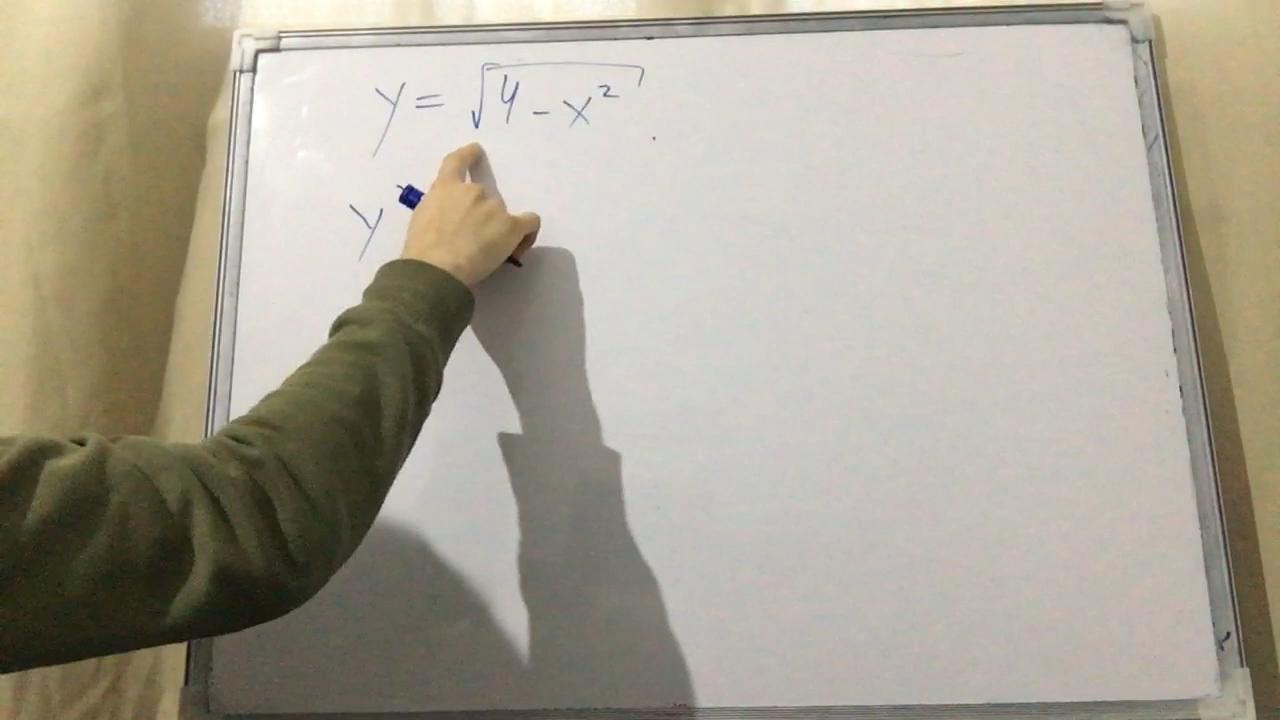 y = √4 - x²
y